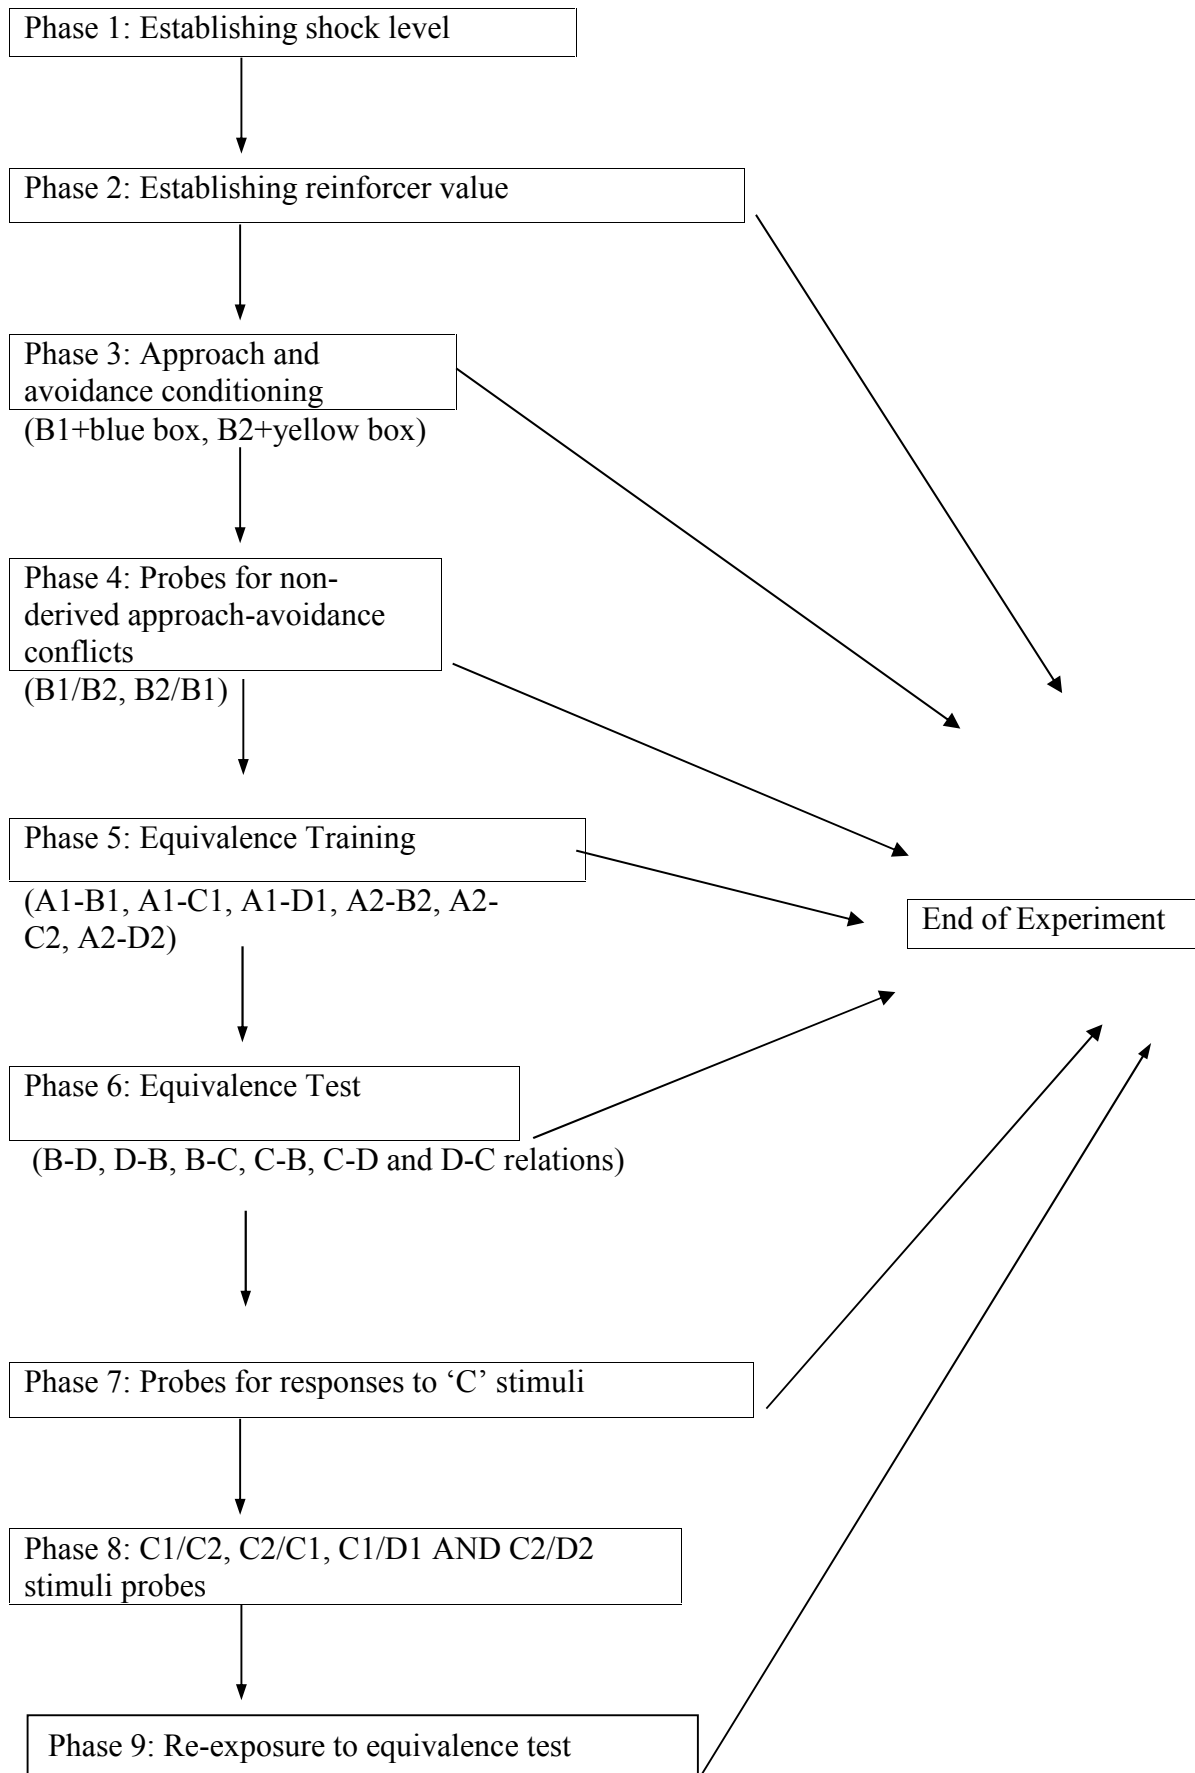 Phase 1: Establishing shock level
Phase 2: Establishing reinforcer value
Phase 3: Approach and
avoidance conditioning
(B1+blue box, B2+yellow box)
Phase 4: Probes for non-
derived approach-avoidance
conflicts
(B1/B2, B2/B1)
Phase 5: Equivalence Training
(A1-B1, A1-C1, A1-D1, A2-B2, A2-
C2, A2-D2)
End of Experiment
Phase 6: Equivalence Test
(B-D, D-B, B-C, C-B, C-D and D-C relations)
Phase 7: Probes for responses to ‘C’ stimuli
Phase 8: C1/C2, C2/C1, C1/D1 AND C2/D2
stimuli probes
Phase 9: Re-exposure to equivalence test